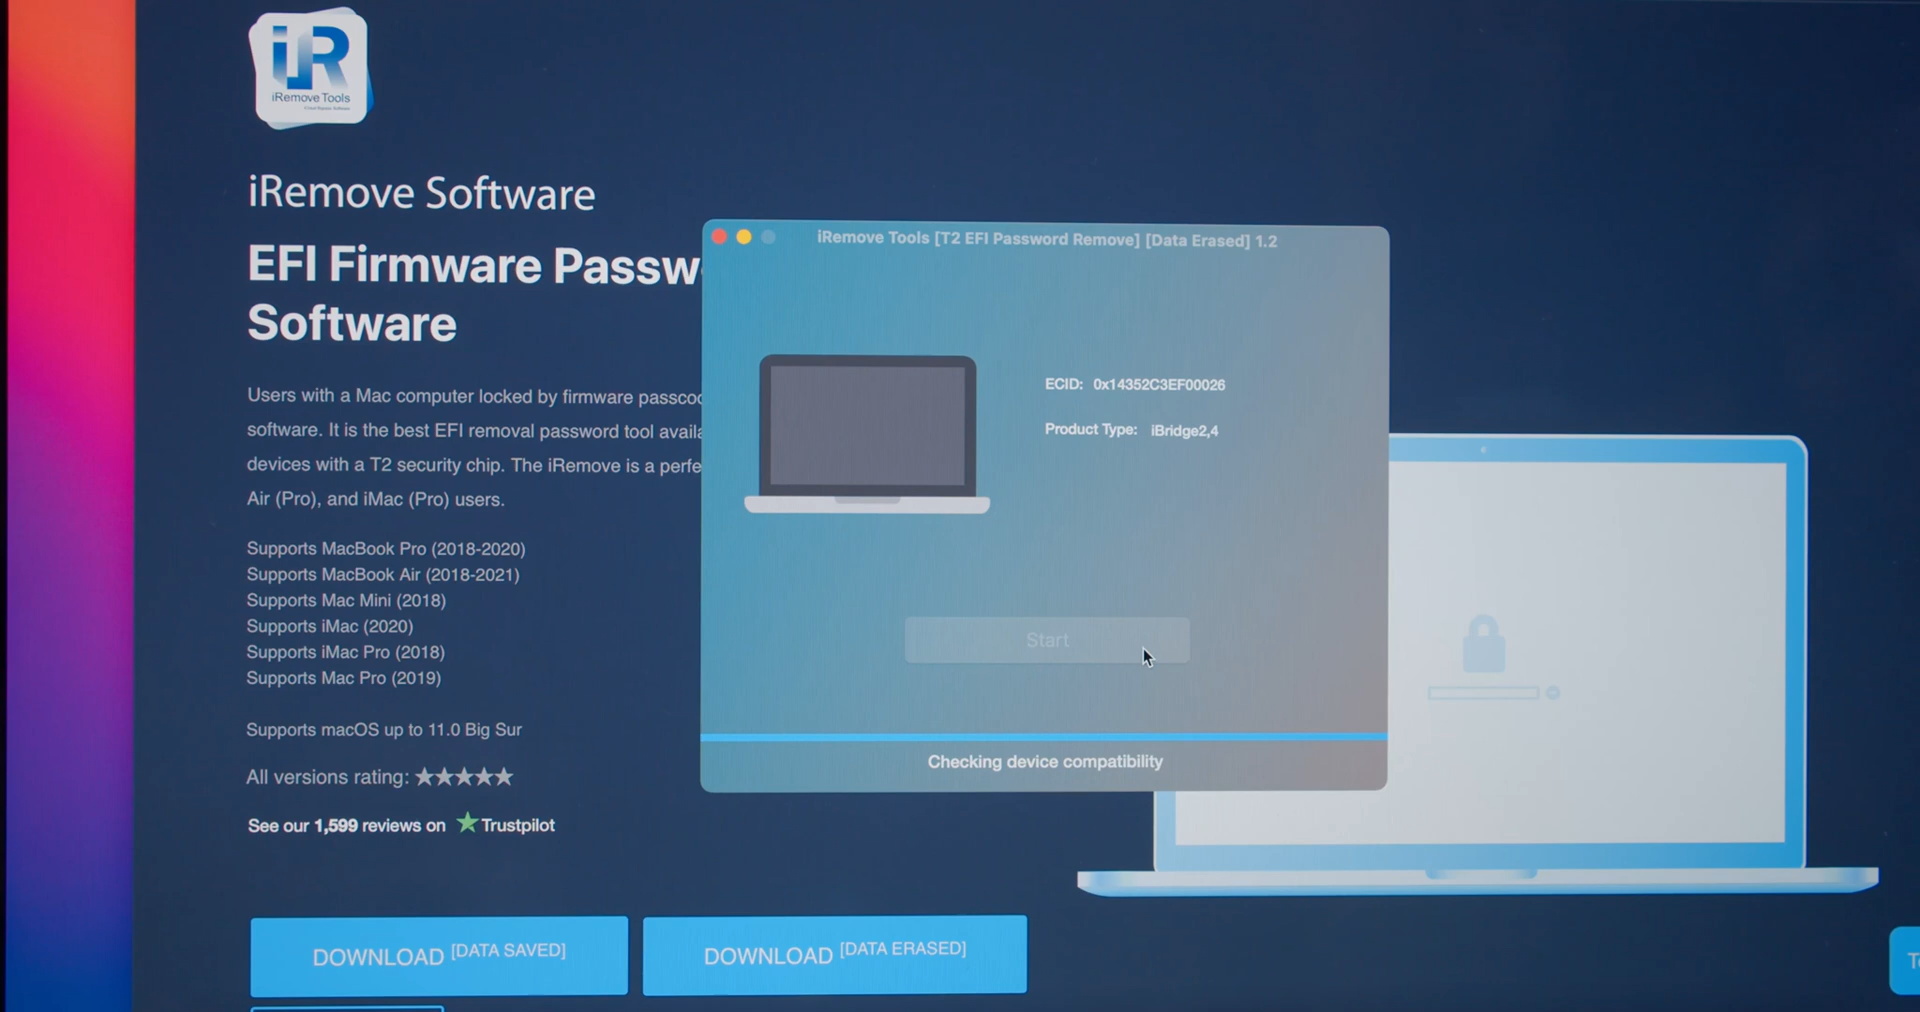 iR
iRemove Tools
iRemove Software
EFI Firmware Passw
Software
Users with a Mac computer locked by firmware passco
software. It is the best EFI removal password tool availa
devices with a T2 security chip. The iRemove is a perfe
Air (Pro), and iMac (Pro) users.
Supports MacBook Pro (2018-2020)
Supports MacBook Air (2018-2021)
Supports Mac Mini (2018)
Supports iMac (2020)
Supports iMac Pro (2018)
Supports Mac Pro (2019)
Supports macOS up to 11.0 Big Sur
All versions rating: ★★★★★
See our 1,599 reviews on ★ Trustpilot
DOWNLOAD [DATA SAVED]
DOWNLOAD [DATA ERASED]
iRemove Tools [T2 EFI Password Remove] [Data Erased] 1.2
ECID: 0x14352C3EF00026
Product Type: iBridge2,4
Start
Checking device compatibility